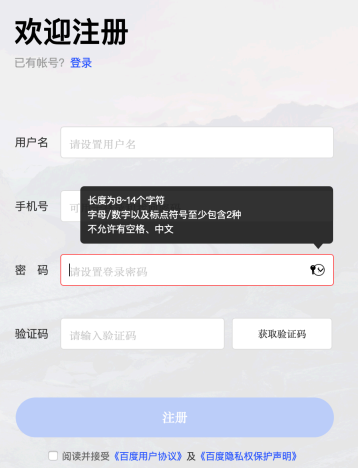 欢迎注册
已有帐号? 登录
用户名 请设置用户名
手机号 可
长度为8~14个字符
字母/数字以及标点符号至少包含2种
不允许有空格、中文
密 码 请设置登录密码
验证码 请输入验证码 获取验证码
注册
阅读并接受《百度用户协议》及《百度隐私权保护声明》